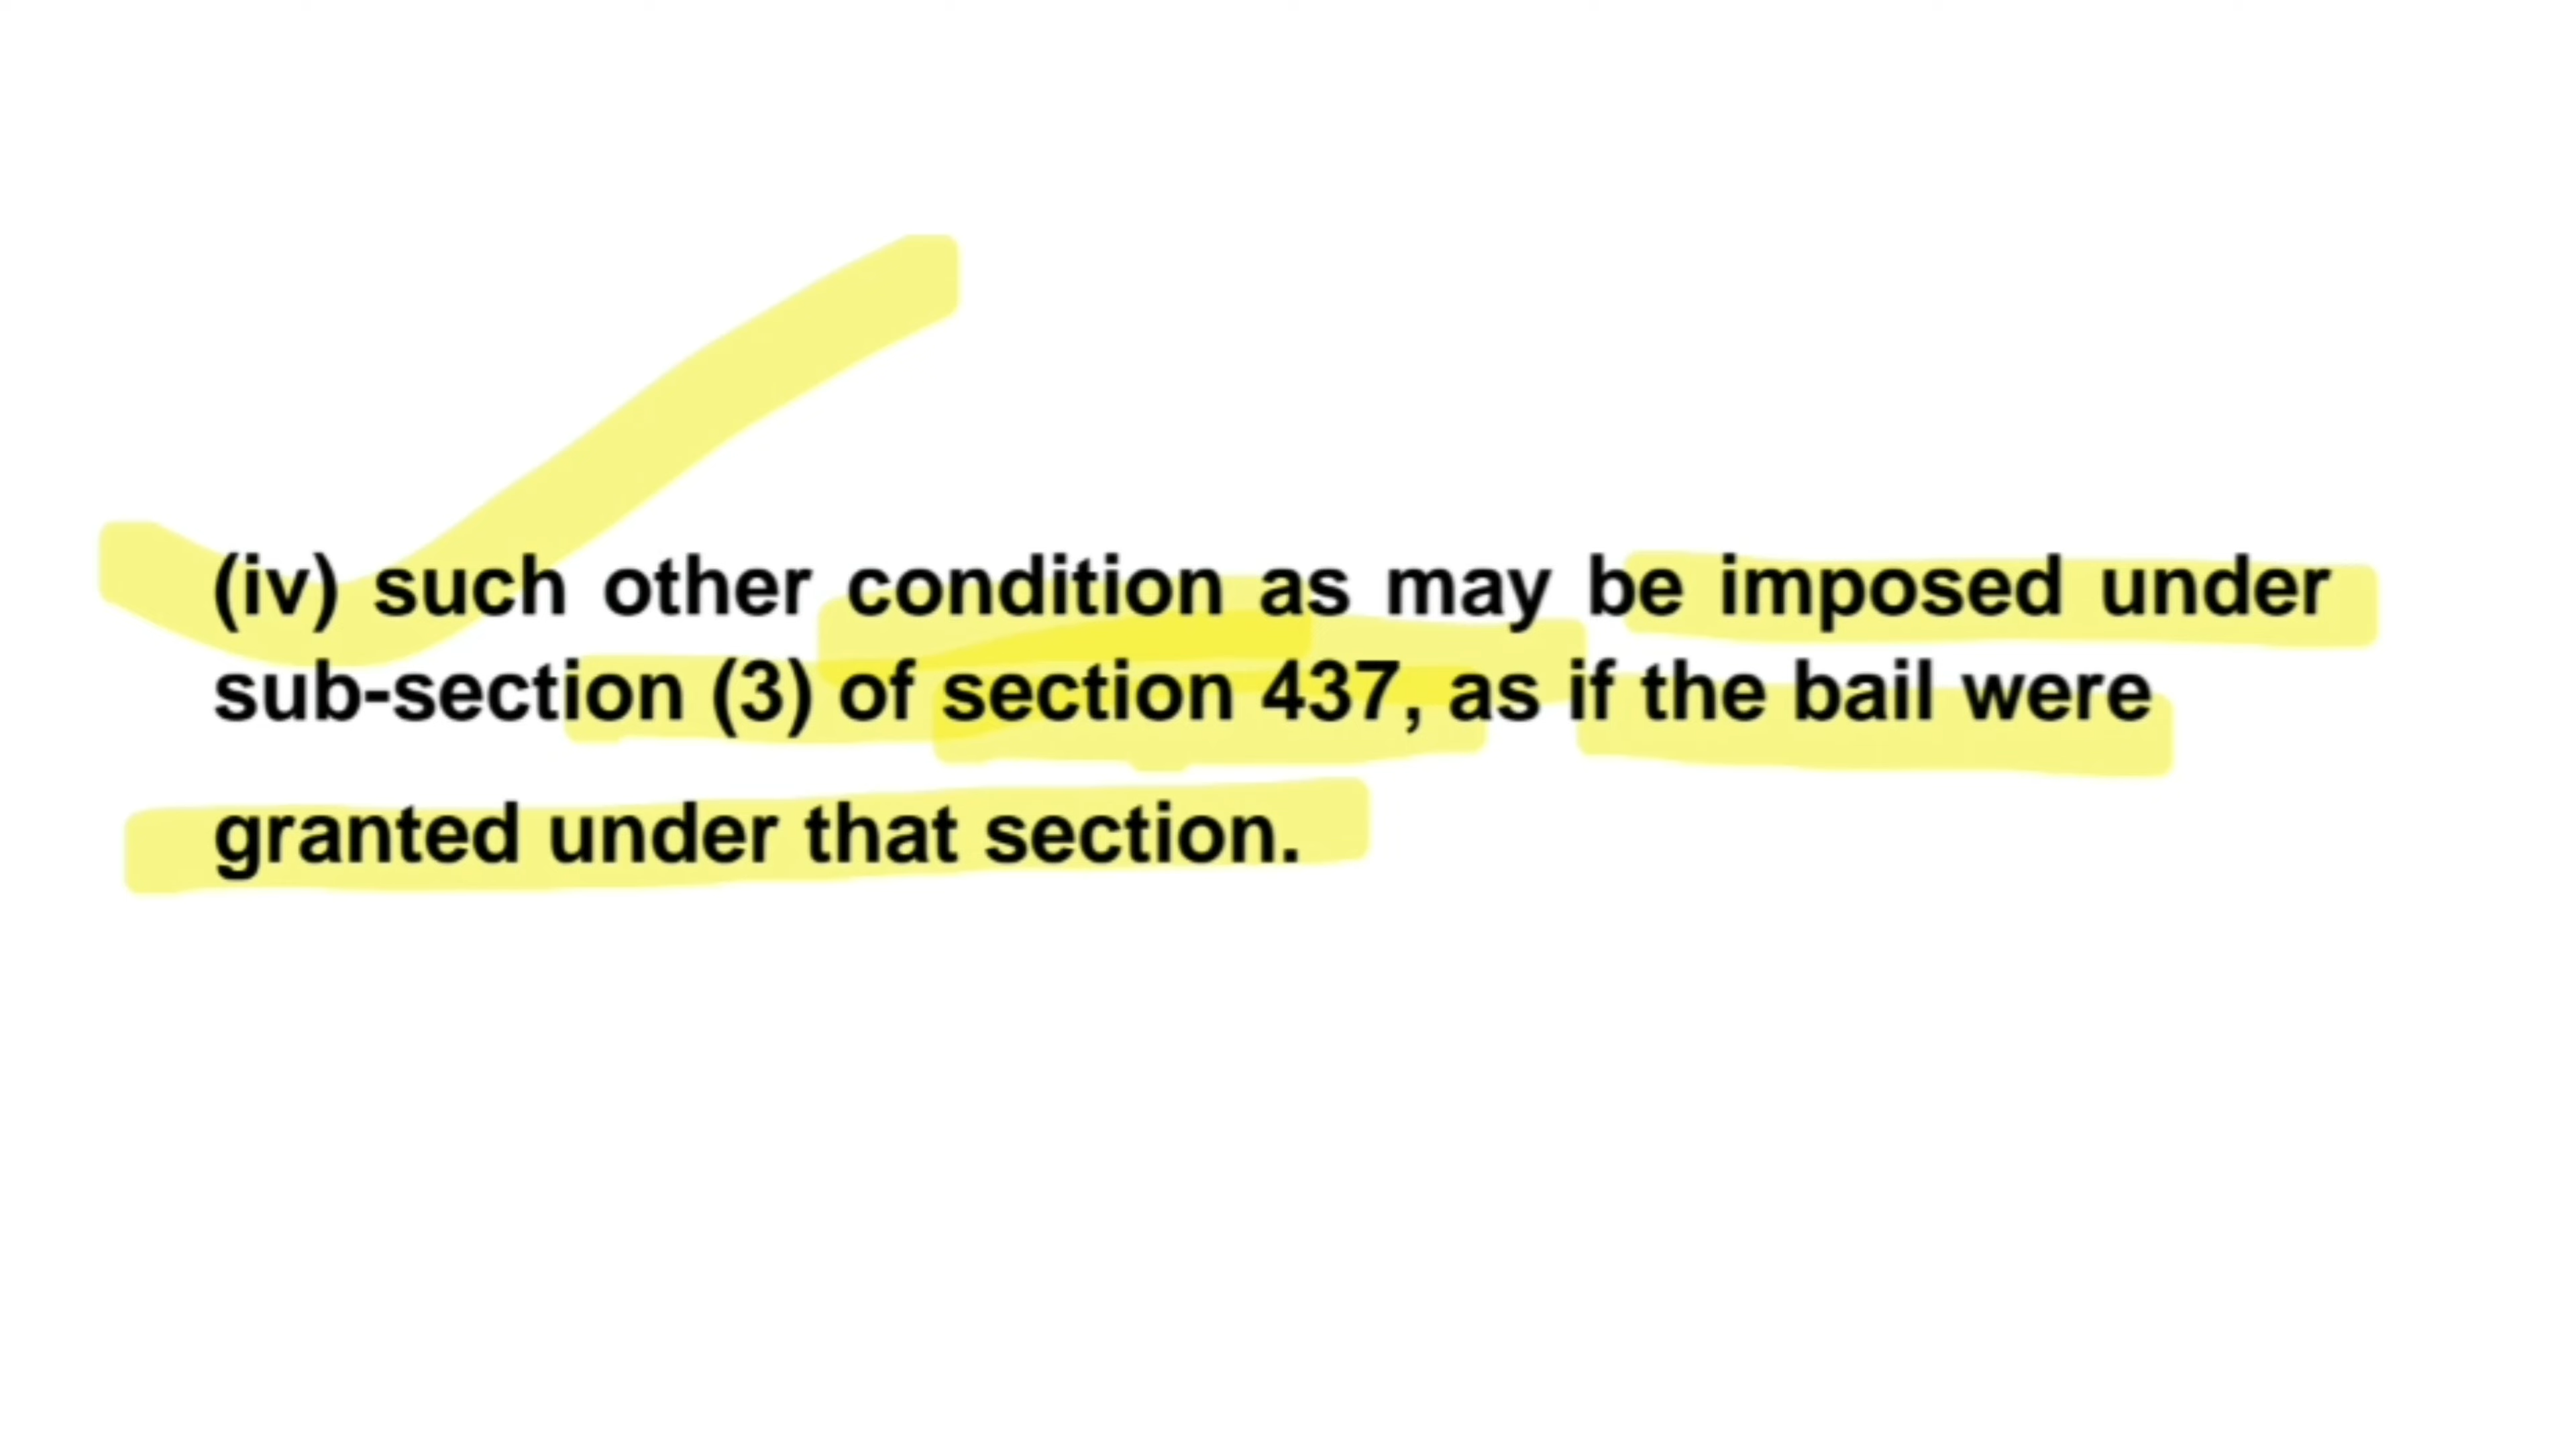 (iv) such other condition as may be imposed under
sub-section (3) of section 437, as if the bail were
granted under that section.